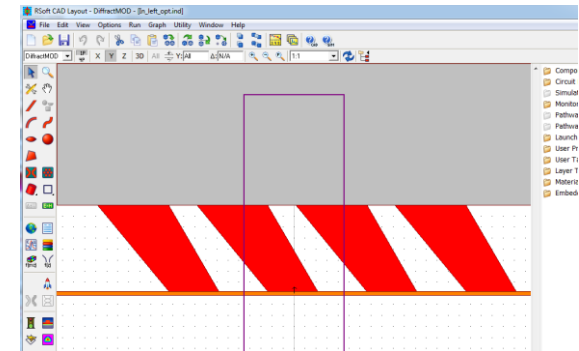 RSoft CAD Layout - DiffractMOD - [ln_left_opt.ind]
File Edit View Options Run Graph Utility Window Help
DiffractMOD X Y Z 3D All Y: All Δ: N/A 1:1
Compo
Circuit
Simulat
Monitor
Pathwa
Pathwa
Launch
User Pr
User Ta
Layer T
Materia
Embed